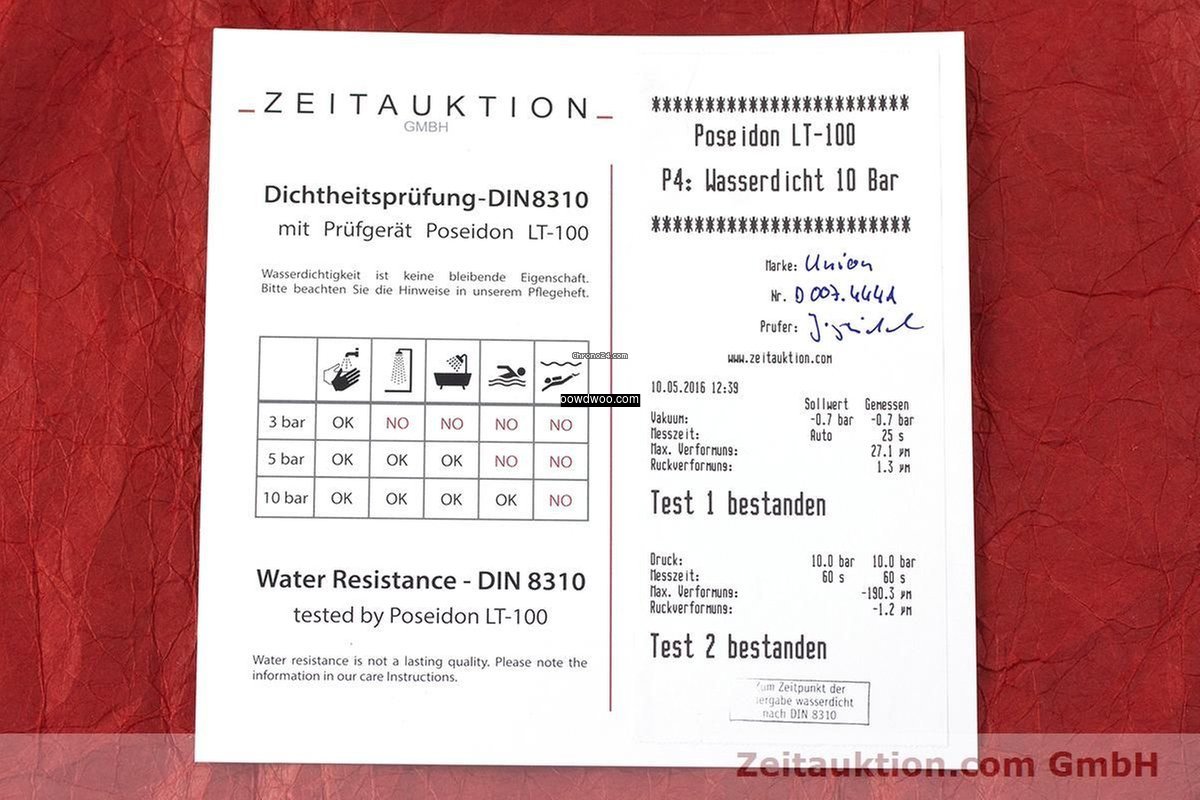 ZEITAUKTION
GMBH
Dichtheitsprüfung-DIN8310
mit Prüfgerät Poseidon LT-100
Wasserdichtigkeit ist keine bleibende Eigenschaft.
Bitte beachten Sie die Hinweise in unserem Pflegeheft.
Chrono24.com
powdwoo.com
3 bar OK NO NO NO NO
5 bar OK OK OK NO NO
10 bar OK OK OK OK NO
Water Resistance - DIN 8310
tested by Poseidon LT-100
Water resistance is not a lasting quality. Please note the
information in our care Instructions.
************************
Poseidon LT-100
P4: Wasserdicht 10 Bar
************************
Marke: Union
Nr. D007.444A
Prufer:
www.zeitauktion.com
10.05.2016 12:39
Sollwert Gemessen
Vakuum: -0.7 bar -0.7 bar
Messzeit: Auto 25 s
Max. Verformung: 27.1 µm
Ruckverformung: 1.3 µm
Test 1 bestanden
Druck: 10.0 bar 10.0 bar
Messzeit: 60 s 60 s
Max. Verformung: -190.3 µm
Ruckverformung: -1.2 µm
Test 2 bestanden
Zum Zeitpunkt der
ergabe wasserdicht
nach DIN 8310
Zeitauktion.com GmbH